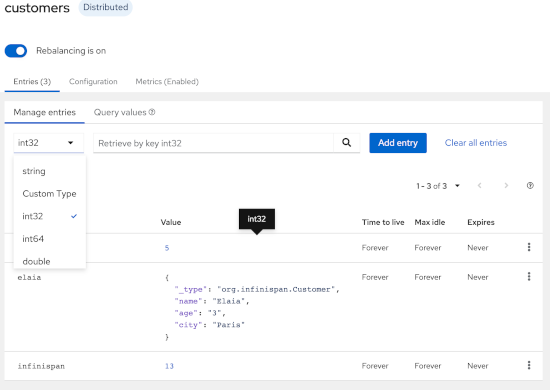 customers Distributed
Rebalancing is on
Entries (3) Configuration Metrics (Enabled)
Manage entries Query values
int32 Retrieve by key int32 Add entry Clear all entries
string
Custom Type
int32
int64
double
1 - 3 of 3
int32
Value Time to live Max idle Expires
5 Forever Forever Never
elaia { Forever Forever Never
"_type": "org.infinispan.Customer",
"name": "Elaia",
"age": "3",
"city": "Paris"
}
infinispan 13 Forever Forever Never